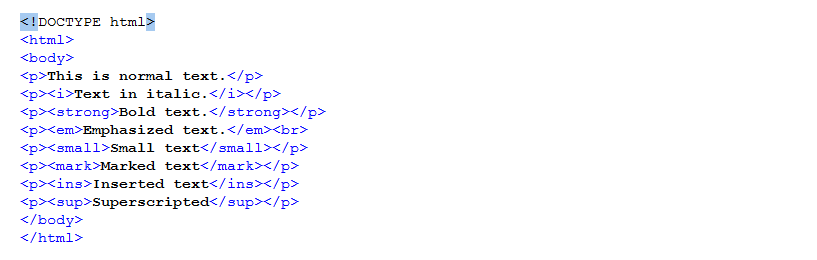 <!DOCTYPE html>
<html>
<body>
<p>This is normal text.</p>
<p><i>Text in italic.</i></p>
<p><strong>Bold text.</strong></p>
<p><em>Emphasized text.</em><br>
<p><small>Small text</small></p>
<p><mark>Marked text</mark></p>
<p><ins>Inserted text</ins></p>
<p><sup>Superscripted</sup></p>
</body>
</html>